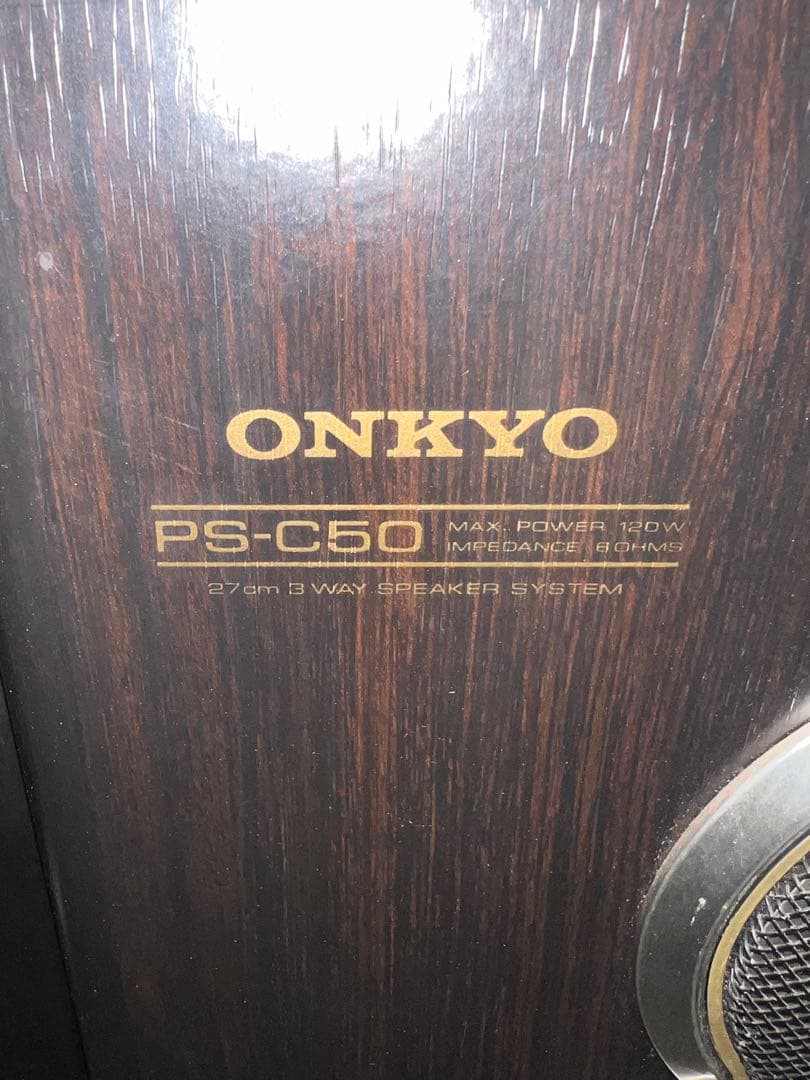 ONKYO
PS-C50
MAX. POWER 120W
IMPEDANCE 8 OHMS
27cm 3 WAY SPEAKER SYSTEM